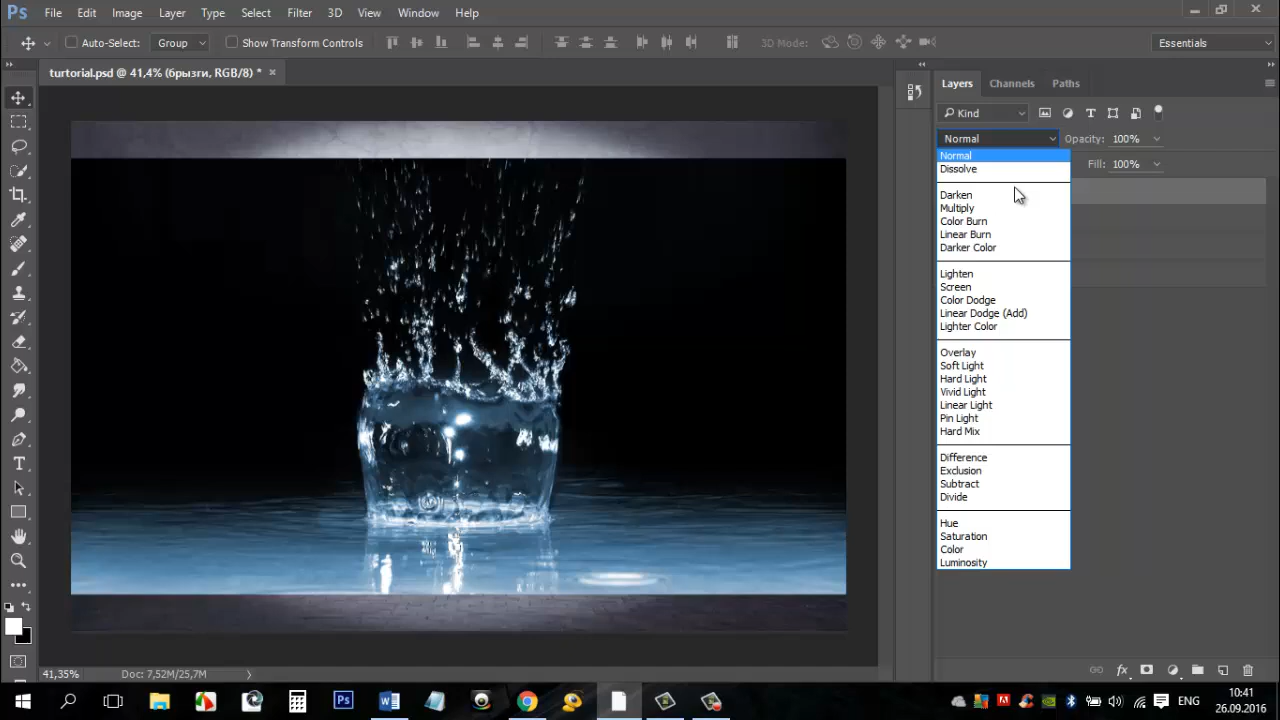 Ps File Edit Image Layer Type Select Filter 3D View Window Help
Auto-Select: Group Show Transform Controls 3D Mode: Essentials
turtorial.psd @ 41,4% (брызги, RGB/8) *
Layers Channels Paths
Kind
Normal Opacity: 100%
Normal
Fill: 100%
Dissolve
Darken
Multiply
Color Burn
Linear Burn
Darker Color
Lighten
Screen
Color Dodge
Linear Dodge (Add)
Lighter Color
Overlay
Soft Light
Hard Light
Vivid Light
Linear Light
Pin Light
Hard Mix
Difference
Exclusion
Subtract
Divide
Hue
Saturation
Color
Luminosity
41,35% Doc: 7,52M/25,7M
ENG
10:41
26.09.2016